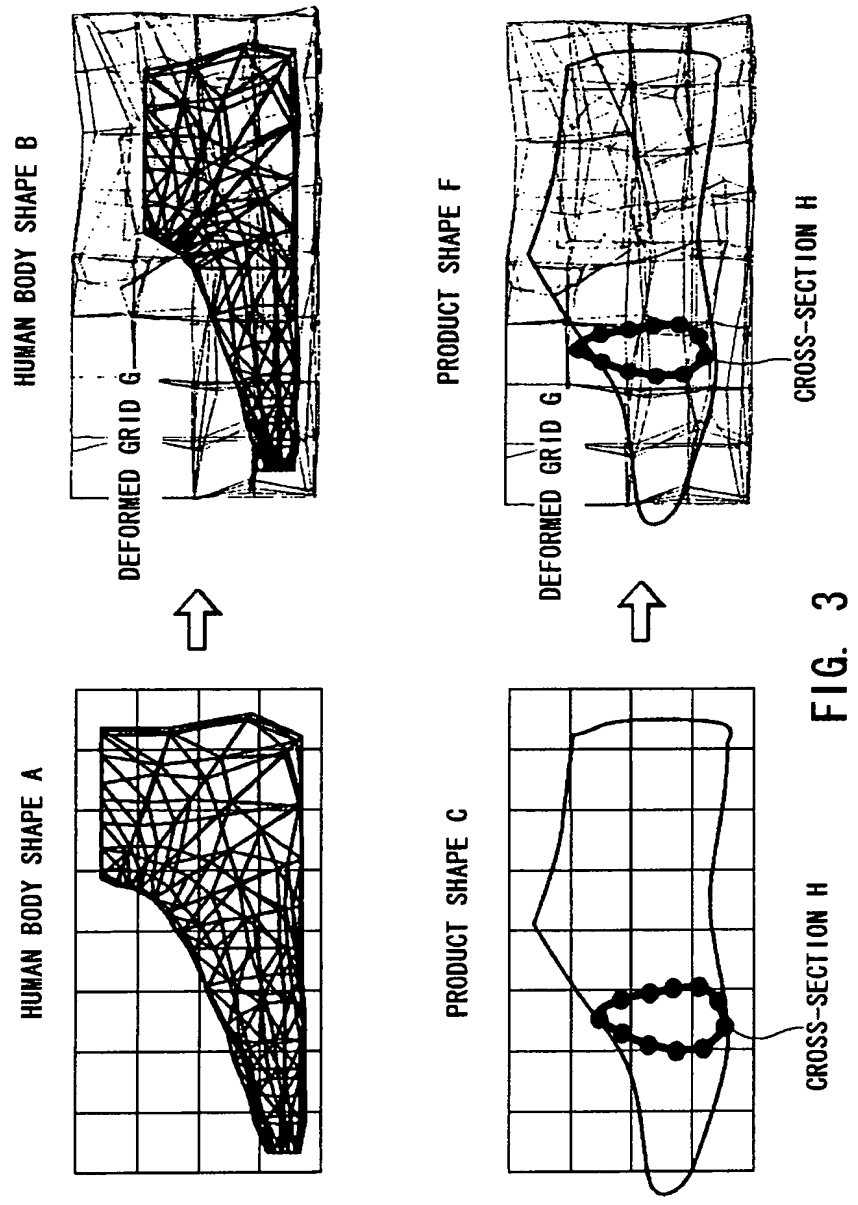 HUMAN BODY SHAPE A
HUMAN BODY SHAPE B
DEFORMED GRID G
PRODUCT SHAPE C
CROSS-SECTION H
PRODUCT SHAPE F
DEFORMED GRID G
CROSS-SECTION H
FIG. 3